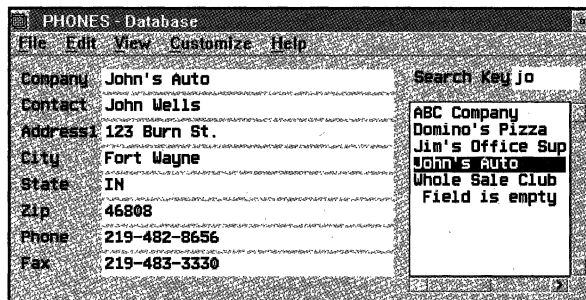 PHONES - Database
File Edit View Customize Help
Company John's Auto
Contact John Wells
Address1 123 Burn St.
City Fort Wayne
State IN
Zip 46808
Phone 219-482-8656
Fax 219-483-3330
Search Key jo
ABC Company
Domino's Pizza
Jim's Office Sup
John's Auto
Whole Sale Club
Field is empty